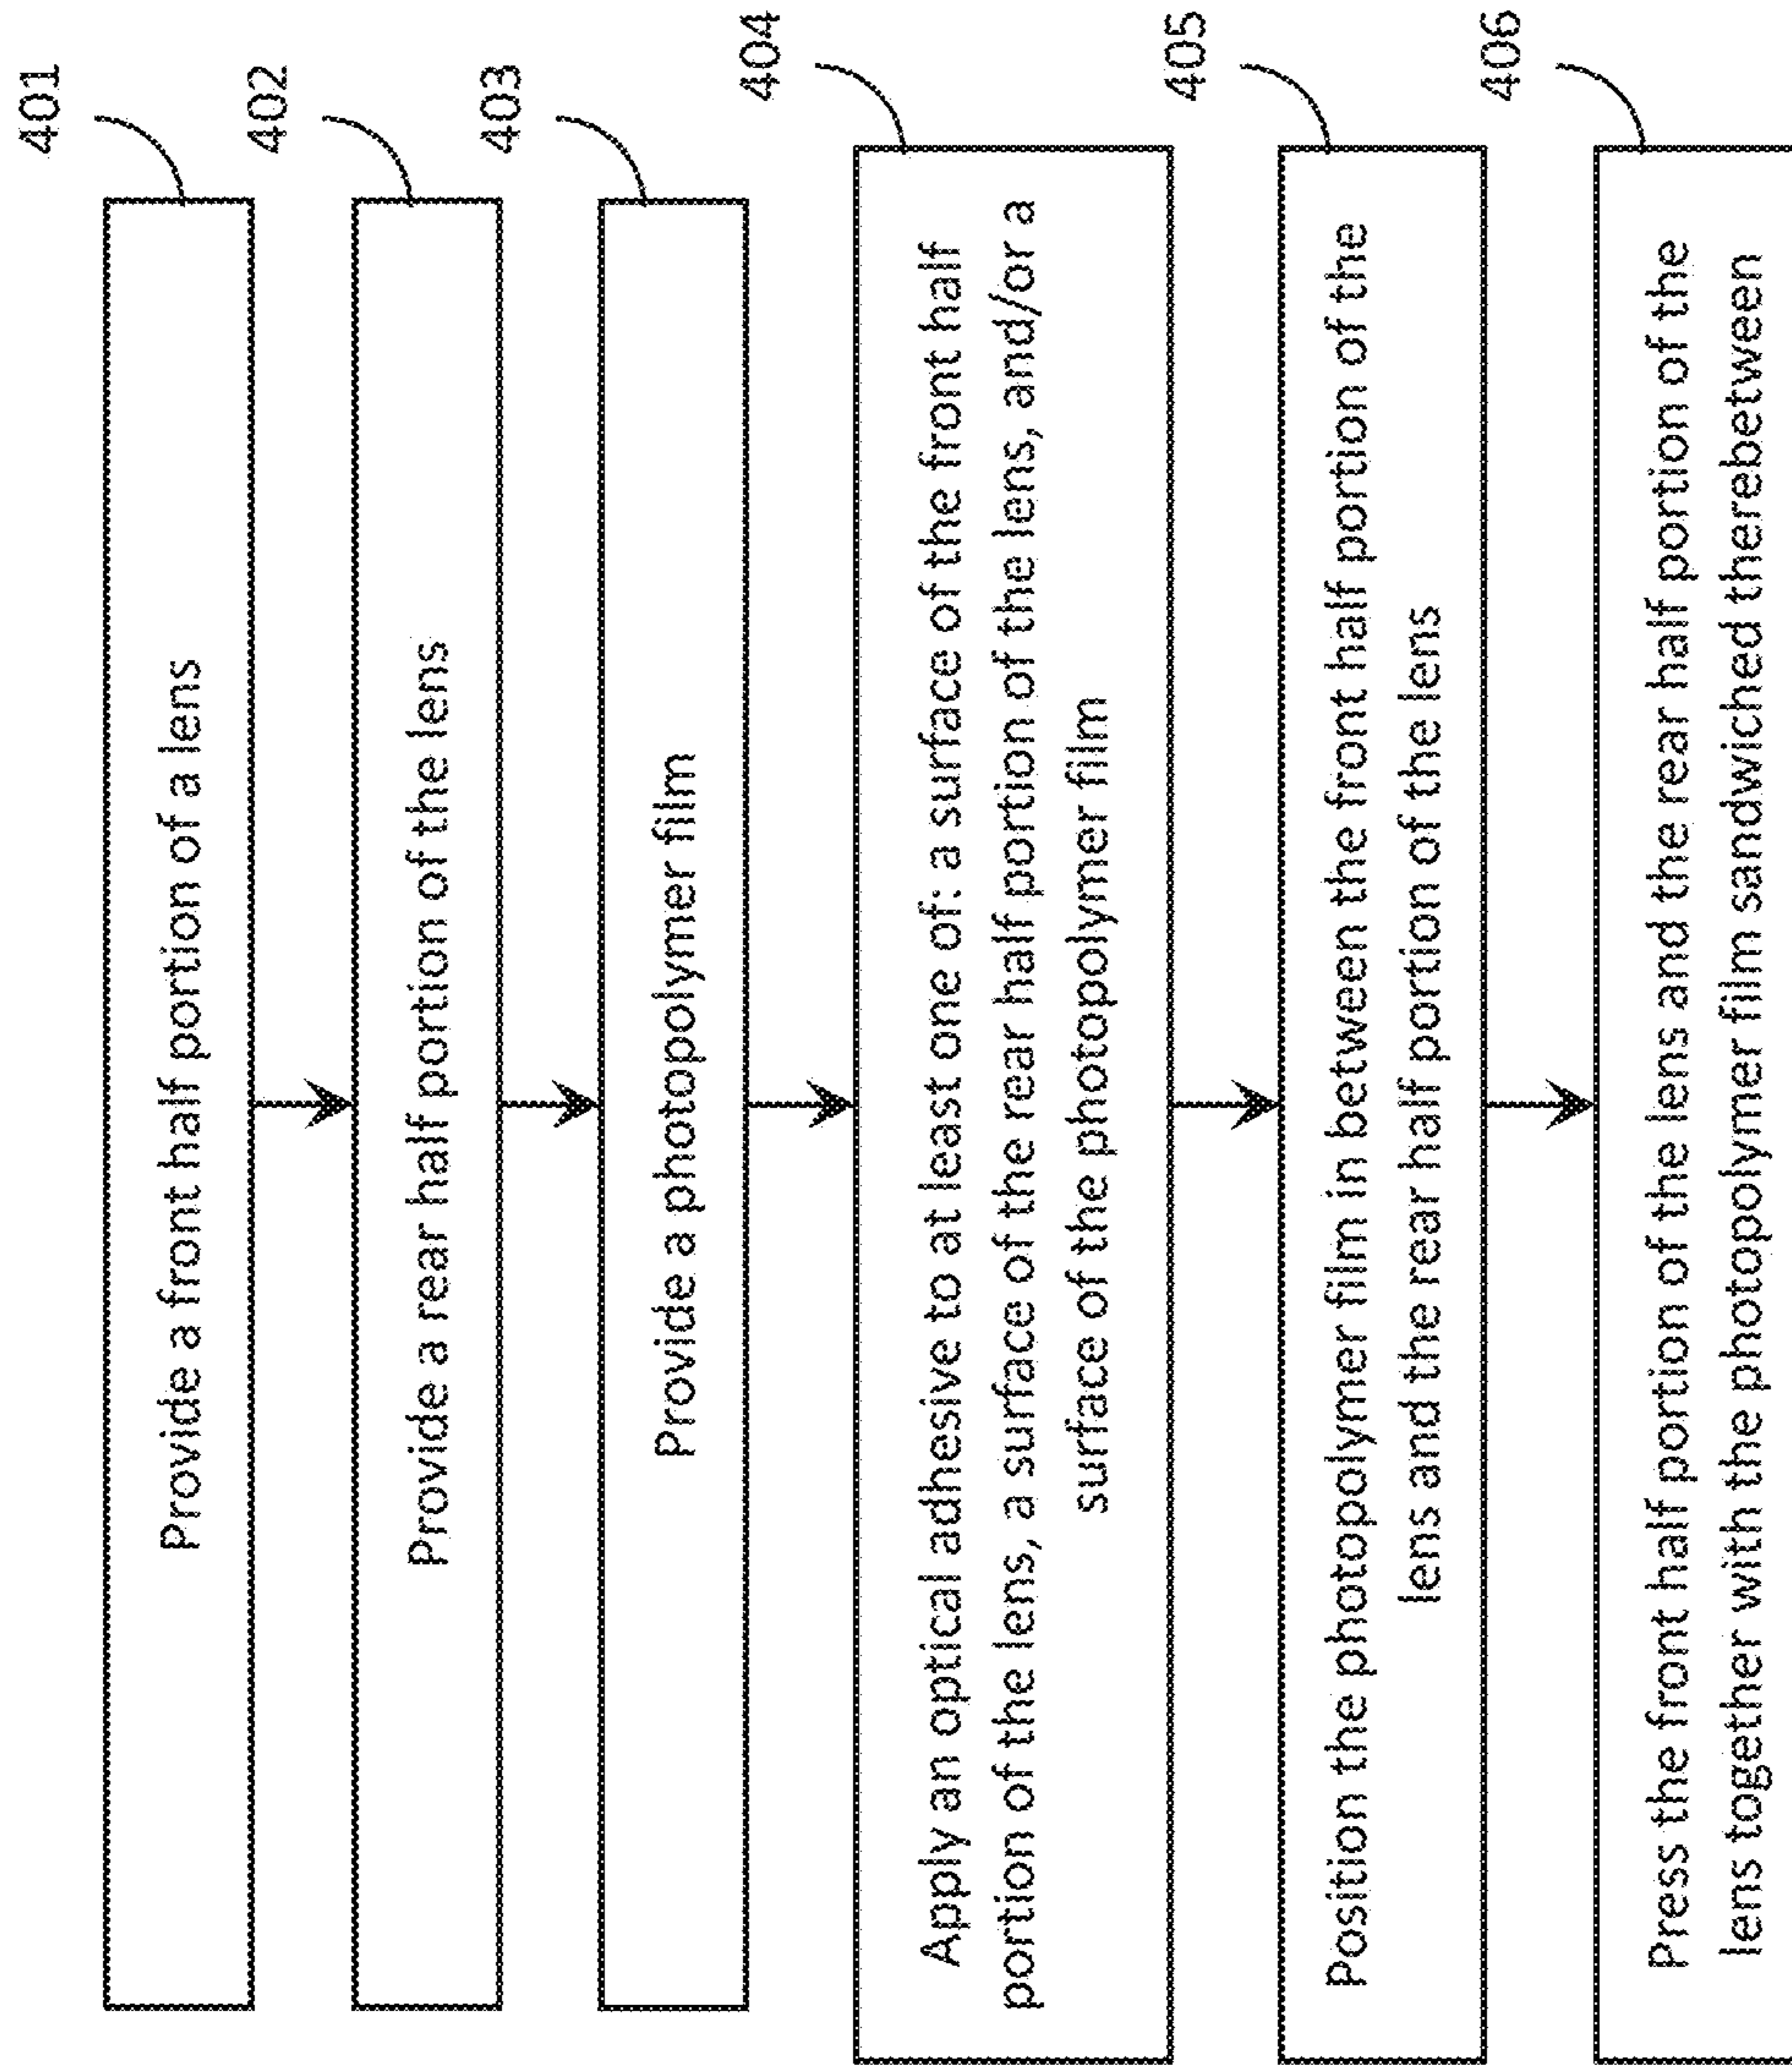 401
Provide a front half portion of a lens
402
Provide a rear half portion of the lens
403
Provide a photopolymer film
404
Apply an optical adhesive to at least one of: a surface of the front half
portion of the lens, a surface of the rear half portion of the lens, and/or a
surface of the photopolymer film
405
Position the photopolymer film in between the front half portion of the
lens and the rear half portion of the lens
406
Press the front half portion of the lens and the rear half portion of the
lens together with the photopolymer film sandwiched therebetween